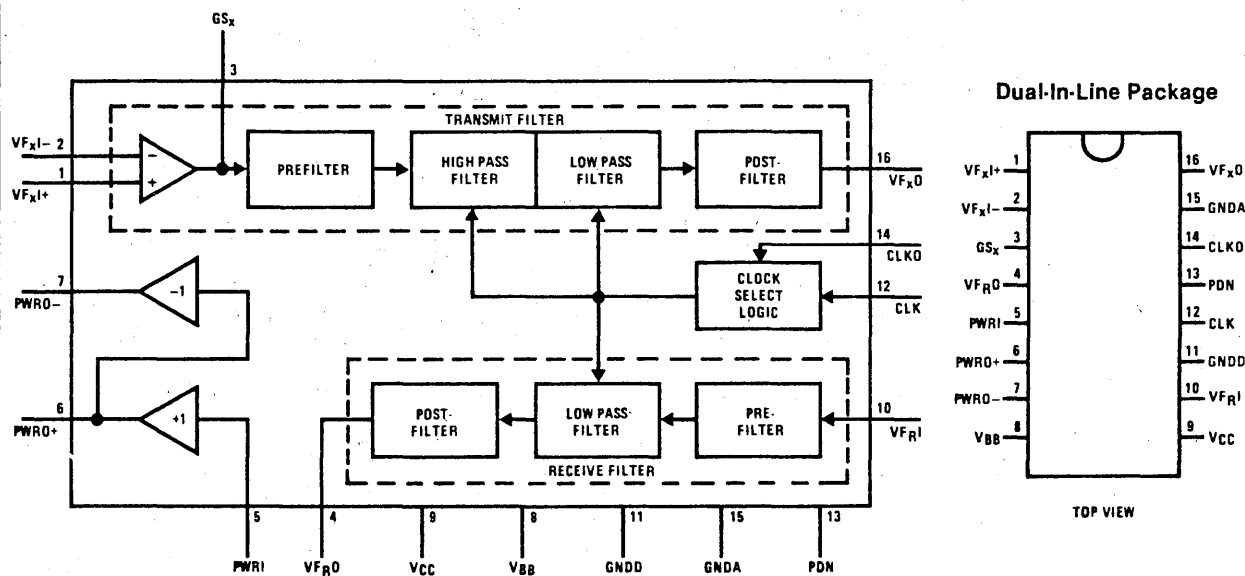 GSx
3
TRANSMIT FILTER
VFxI− 2
1
VFxI+
−
+
PREFILTER
HIGH PASS
FILTER
LOW PASS
FILTER
POST-
FILTER
16
VFxO
14
CLK0
CLOCK
SELECT
LOGIC
12
CLK
7
PWRO−
−1
6
PWRO+
+1
POST-
FILTER
LOW PASS-
FILTER
PRE-
FILTER
10
VFRI
RECEIVE FILTER
5
4
9
8
11
15
13
PWRI
VFRO
VCC
VBB
GNDD
GNDA
PDN
Dual-In-Line Package
VFxI+ 1
VFxI− 2
GSx 3
VFRO 4
PWRI 5
PWRO+ 6
PWRO− 7
VBB 8
16 VFxO
15 GNDA
14 CLK0
13 PDN
12 CLK
11 GNDD
10 VFRI
9 VCC
TOP VIEW